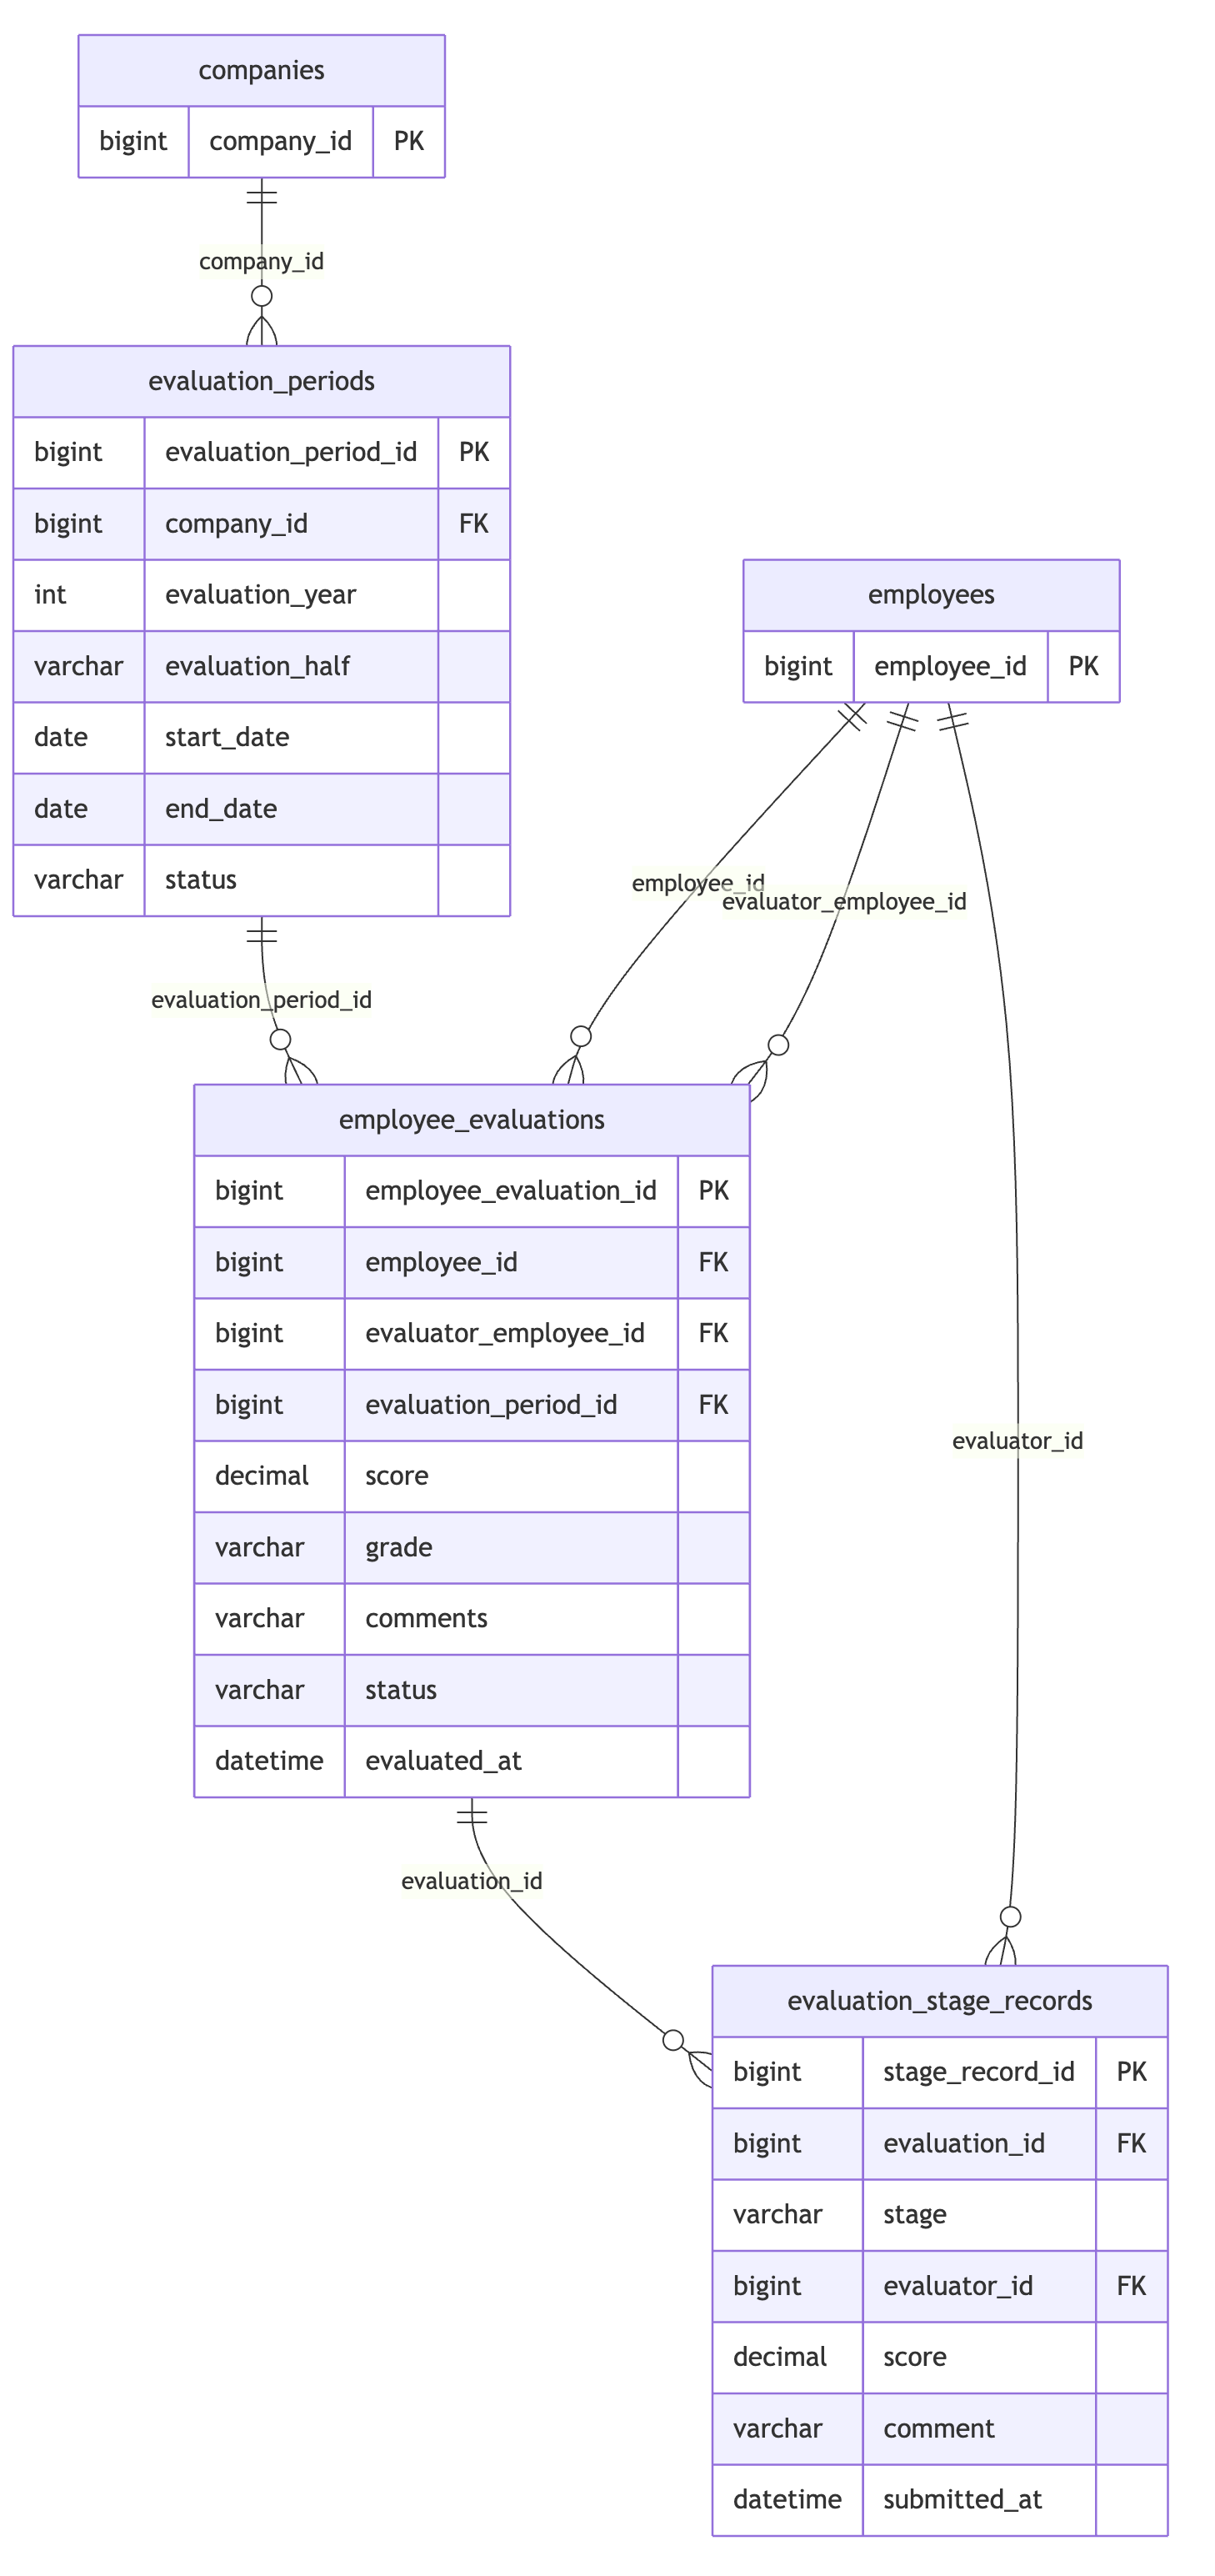 companies
bigint company_id PK
company_id
evaluation_periods
bigint evaluation_period_id PK
bigint company_id FK
int evaluation_year
varchar evaluation_half
date start_date
date end_date
varchar status
employees
bigint employee_id PK
employee_id
evaluator_employee_id
evaluation_period_id
employee_evaluations
bigint employee_evaluation_id PK
bigint employee_id FK
bigint evaluator_employee_id FK
bigint evaluation_period_id FK
decimal score
varchar grade
varchar comments
varchar status
datetime evaluated_at
evaluator_id
evaluation_id
evaluation_stage_records
bigint stage_record_id PK
bigint evaluation_id FK
varchar stage
bigint evaluator_id FK
decimal score
varchar comment
datetime submitted_at